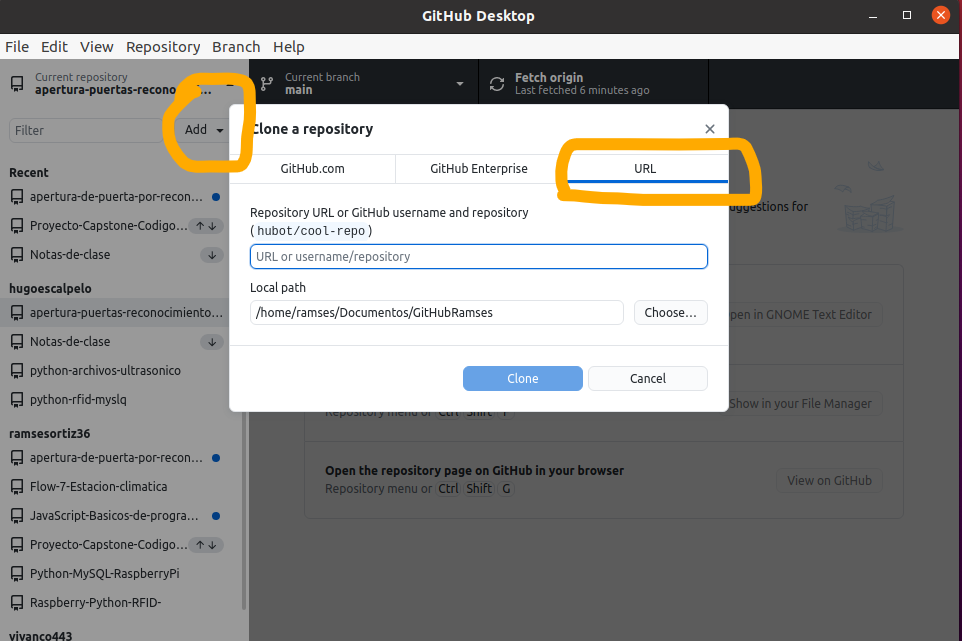 GitHub Desktop
File Edit View Repository Branch Help
Current repository
apertura-puertas-recono
Current branch
main
Fetch origin
Last fetched 6 minutes ago
Filter
Add
Clone a repository
GitHub.com
GitHub Enterprise
URL
Repository URL or GitHub username and repository
(hubot/cool-repo)
URL or username/repository
Local path
/home/ramses/Documentos/GitHubRamses
Choose...
Clone
Cancel
Recent
apertura-de-puerta-por-recon...
Proyecto-Capstone-Codigo...
Notas-de-clase
hugoescalpelo
apertura-puertas-reconocimiento...
Notas-de-clase
python-archivos-ultrasonico
python-rfid-myslq
ramsesortiz36
apertura-de-puerta-por-recon...
Flow-7-Estacion-climatica
JavaScript-Basicos-de-progra...
Proyecto-Capstone-Codigo...
Python-MySQL-RaspberryPi
Raspberry-Python-RFID-
vivanco443
uggestions for
pen in GNOME Text Editor
Repository menu or Ctrl Shift F
Show in your File Manager
Open the repository page on GitHub in your browser
Repository menu or Ctrl Shift G
View on GitHub